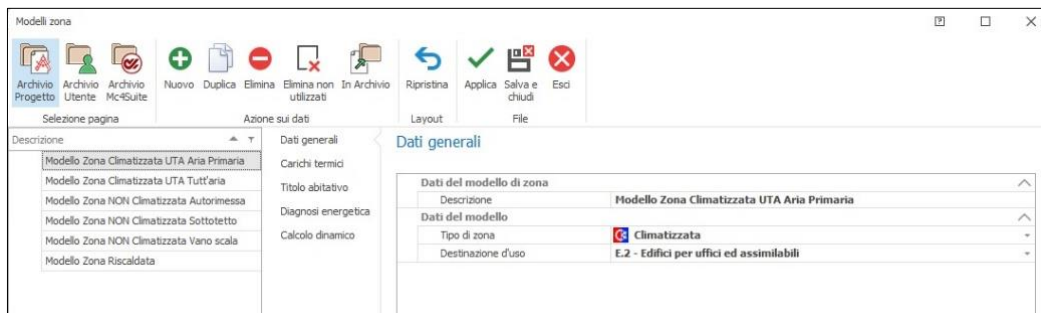 Modelli zona
Archivio Progetto
Archivio Utente
Archivio Mc4Suite
Nuovo
Duplica
Elimina
Elimina non utilizzati
In Archivio
Ripristina
Applica
Salva e chiudi
Esci
Selezione pagina
Azione sui dati
Layout
File
Descrizione
Modello Zona Climatizzata UTA Aria Primaria
Modello Zona Climatizzata UTA Tutt'aria
Modello Zona NON Climatizzata Autorimessa
Modello Zona NON Climatizzata Sottotetto
Modello Zona NON Climatizzata Vano scala
Modello Zona Riscaldata
Dati generali
Carichi termici
Titolo abitativo
Diagnosi energetica
Calcolo dinamico
Dati generali
Dati del modello di zona
Descrizione Modello Zona Climatizzata UTA Aria Primaria
Dati del modello
Tipo di zona C Climatizzata
Destinazione d'uso E.2 - Edifici per uffici ed assimilabili